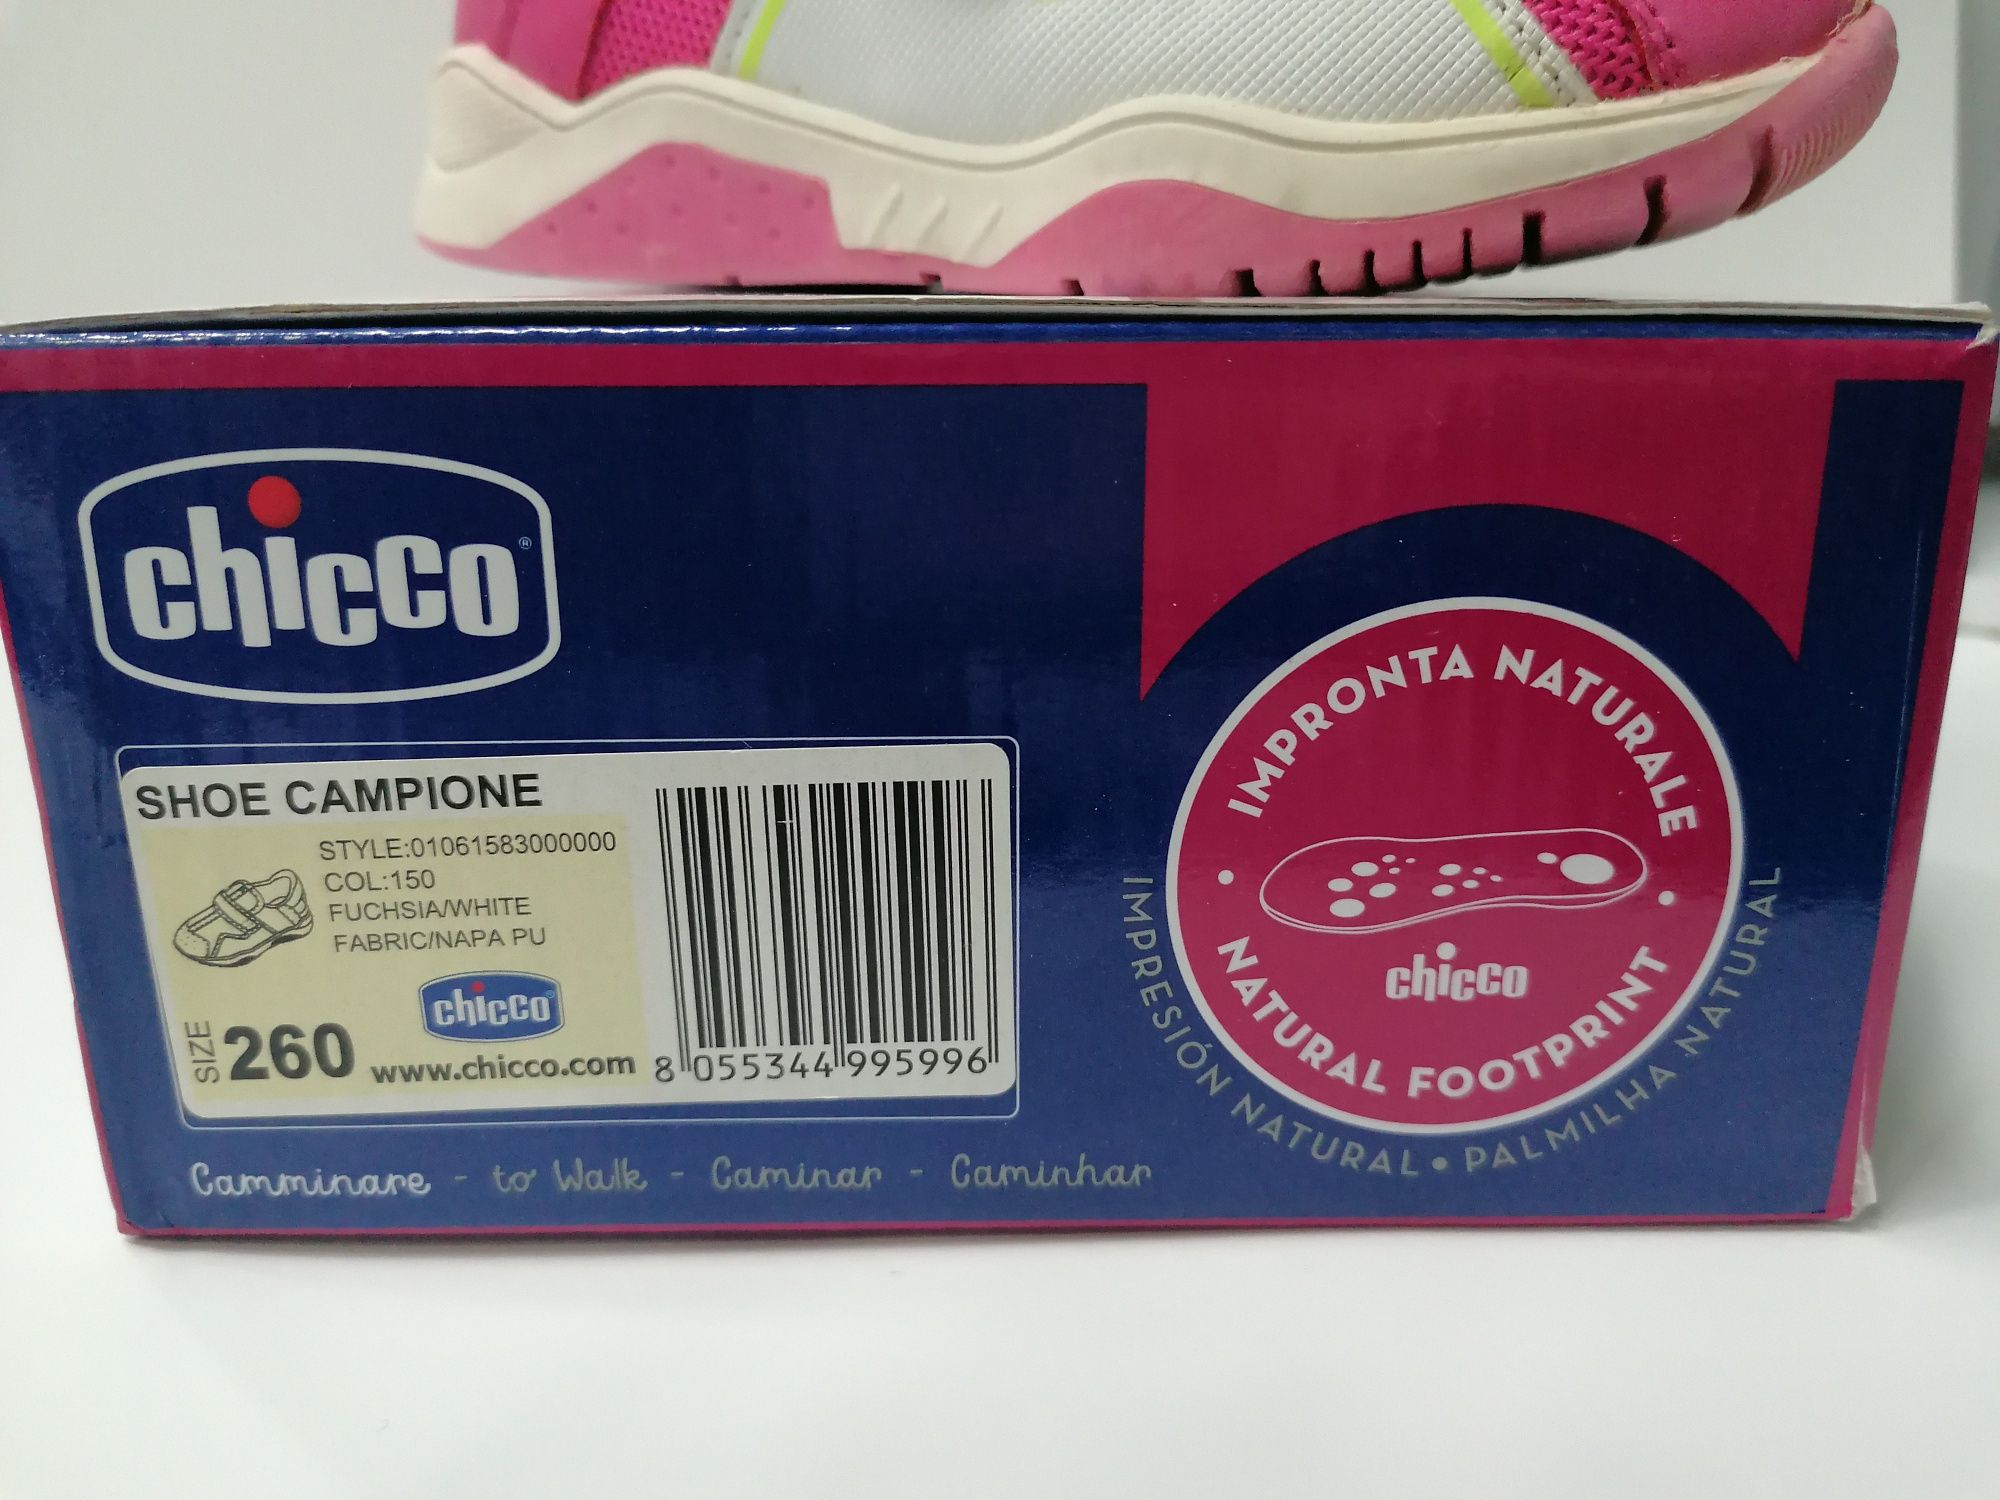 chicco®
SHOE CAMPIONE
STYLE:01061583000000
COL:150
FUCHSIA/WHITE
FABRIC/NAPA PU
chicco
SIZE 260
www.chicco.com
8 055344 995996
Camminare - to Walk - Caminar - Caminhar
IMPRONTA NATURALE
chicco
• NATURAL FOOTPRINT •
IMPRESIÓN NATURAL • PALMILHA NATURAL